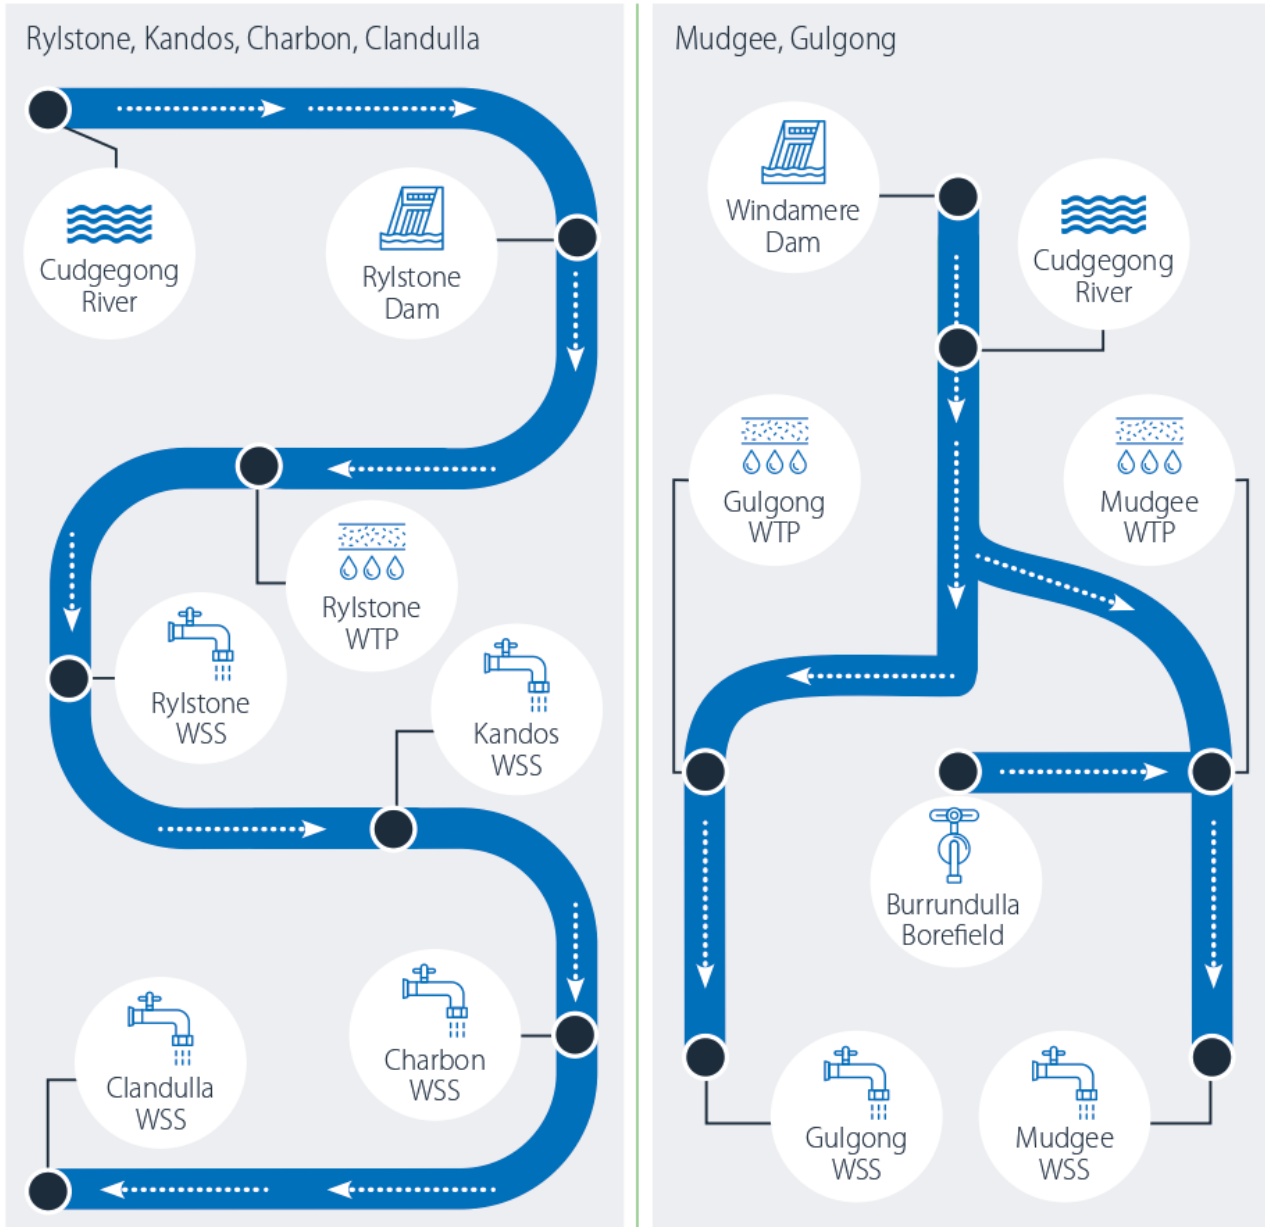 Rylstone, Kandos, Charbon, Clandulla
Cudgegong
River
Rylstone
Dam
Rylstone
WTP
Rylstone
WSS
Kandos
WSS
Charbon
WSS
Clandulla
WSS
Mudgee, Gulgong
Windamere
Dam
Cudgegong
River
Gulgong
WTP
Mudgee
WTP
Burrundulla
Borefield
Gulgong
WSS
Mudgee
WSS